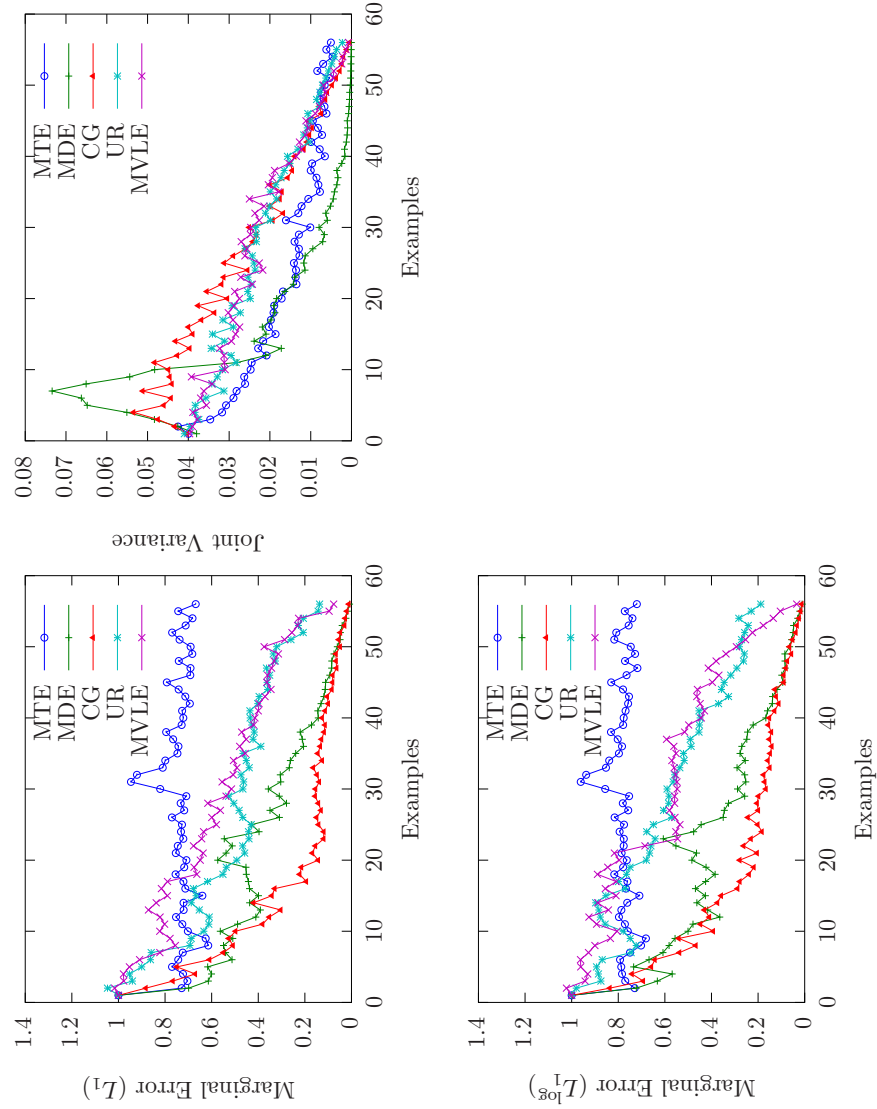 0
0.2
0.4
0.6
0.8
1
1.2
1.4
0
10
20
30
40
50
60
Marginal Error (L₁)
Examples
MTE
MDE
CG
UR
MVLE
0
0.01
0.02
0.03
0.04
0.05
0.06
0.07
0.08
0
10
20
30
40
50
60
Joint Variance
Examples
MTE
MDE
CG
UR
MVLE
0
0.2
0.4
0.6
0.8
1
1.2
1.4
0
10
20
30
40
50
60
Marginal Error (L₁^log)
Examples
MTE
MDE
CG
UR
MVLE